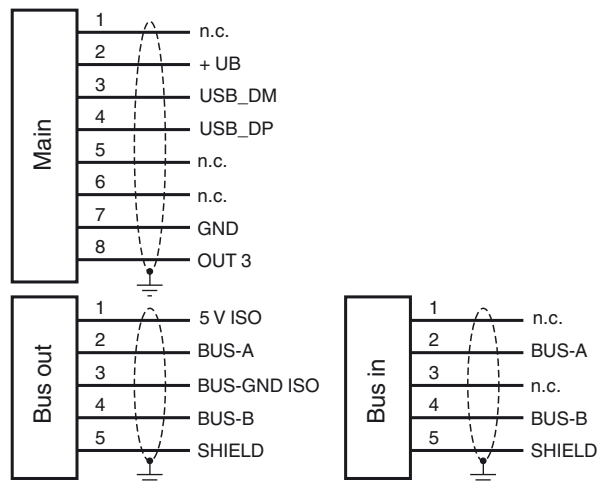 Main
1 n.c.
2 + UB
3 USB_DM
4 USB_DP
5 n.c.
6 n.c.
7 GND
8 OUT 3
Bus out
1 5 V ISO
2 BUS-A
3 BUS-GND ISO
4 BUS-B
5 SHIELD
Bus in
1 n.c.
2 BUS-A
3 n.c.
4 BUS-B
5 SHIELD